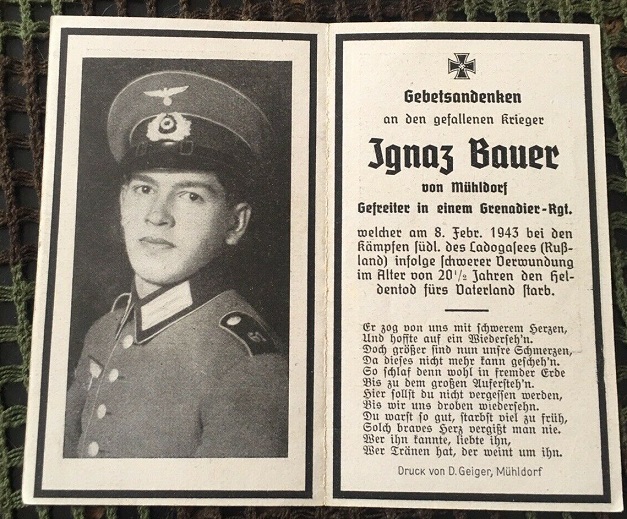 Gebetsandenken
an den gefallenen Krieger
Ignaz Bauer
von Mühldorf
Gefreiter in einem Grenadier-Rgt.
welcher am 8. Febr. 1943 bei den
Kämpfen südl. des Ladogasees (Ruß-
land) infolge schwerer Verwundung
im Alter von 20½ Jahren den Hel-
dentod fürs Vaterland starb.
Er zog von uns mit schwerem Herzen,
Und hoffte auf ein Wiederseh'n.
Doch größer sind nun unsre Schmerzen,
Da dieses nicht mehr kann gescheh'n.
So schlaf denn wohl in fremder Erde
Bis zu dem großen Aufersteh'n.
Hier sollst du nicht vergessen werden,
Bis wir uns droben wiedersehn.
Du warst so gut, starbst viel zu früh,
Solch braves Herz vergißt man nie.
Wer ihn kannte, liebte ihn,
Wer Tränen hat, der weint um ihn.
Druck von D. Geiger, Mühldorf